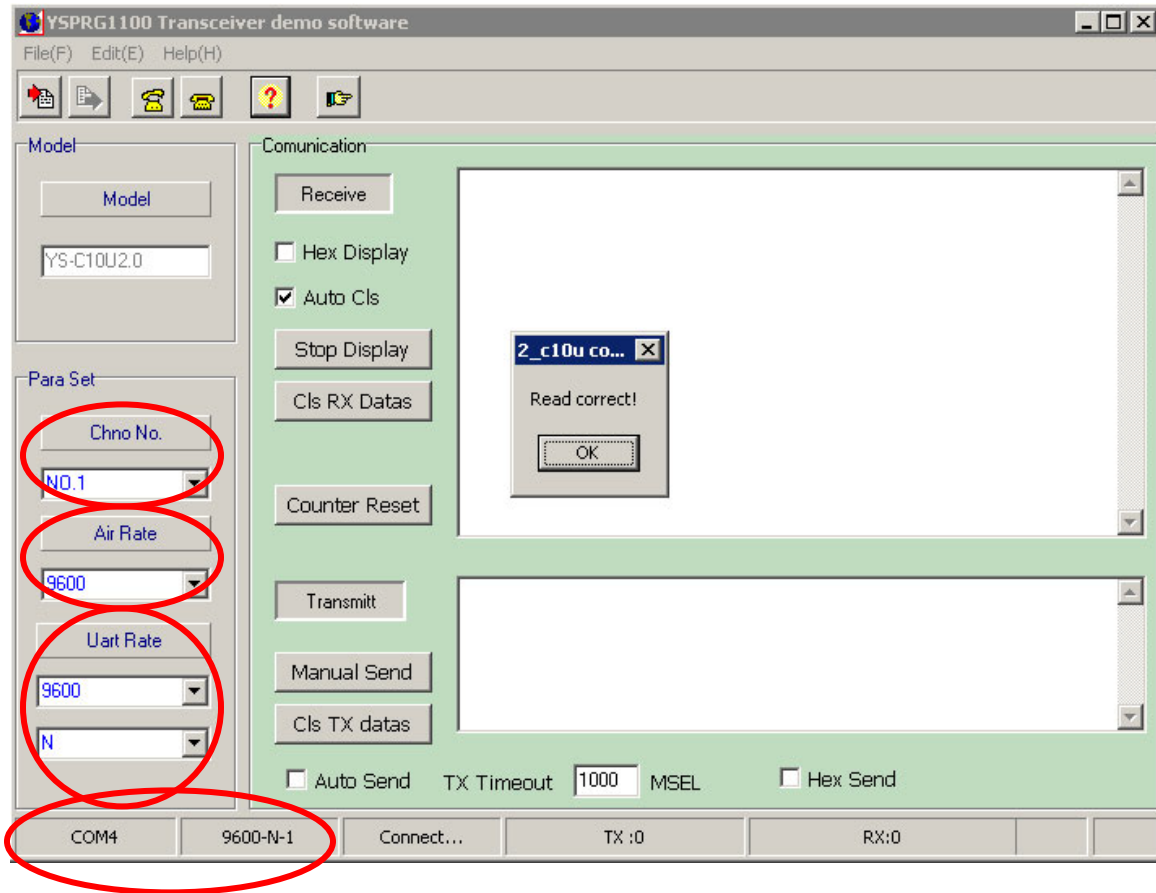 YSPRG1100 Transceiver demo software
File(F) Edit(E) Help(H)
?
Model
Model
YS-C10U2.0
Para Set
Chno No.
NO.1
Air Rate
9600
Uart Rate
9600
N
Comunication
Receive
Hex Display
Auto Cls
Stop Display
Cls RX Datas
Counter Reset
2_c10u co...
Read correct!
OK
Transmitt
Manual Send
Cls TX datas
Auto Send TX Timeout 1000 MSEL Hex Send
COM4 9600-N-1 Connect... TX :0 RX:0